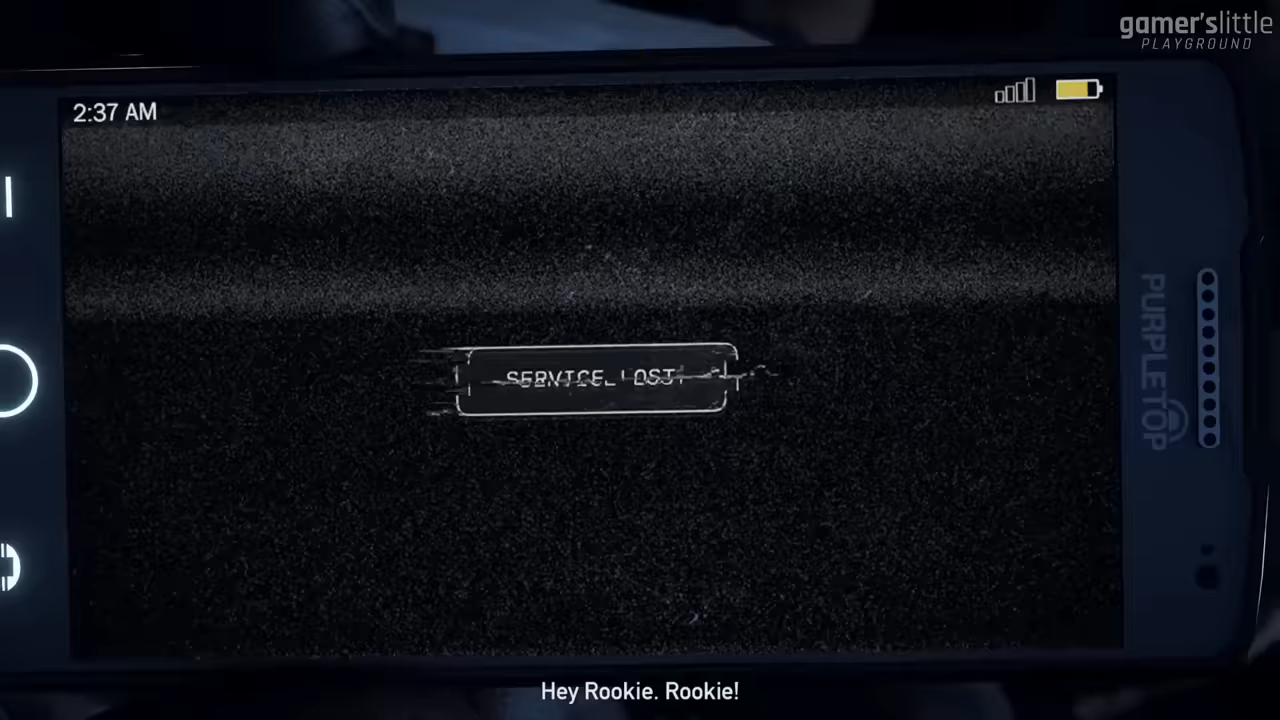 gamer'slittle
PLAYGROUND
2:37 AM
SERVICE LOST
PURPLETOP
Hey Rookie. Rookie!